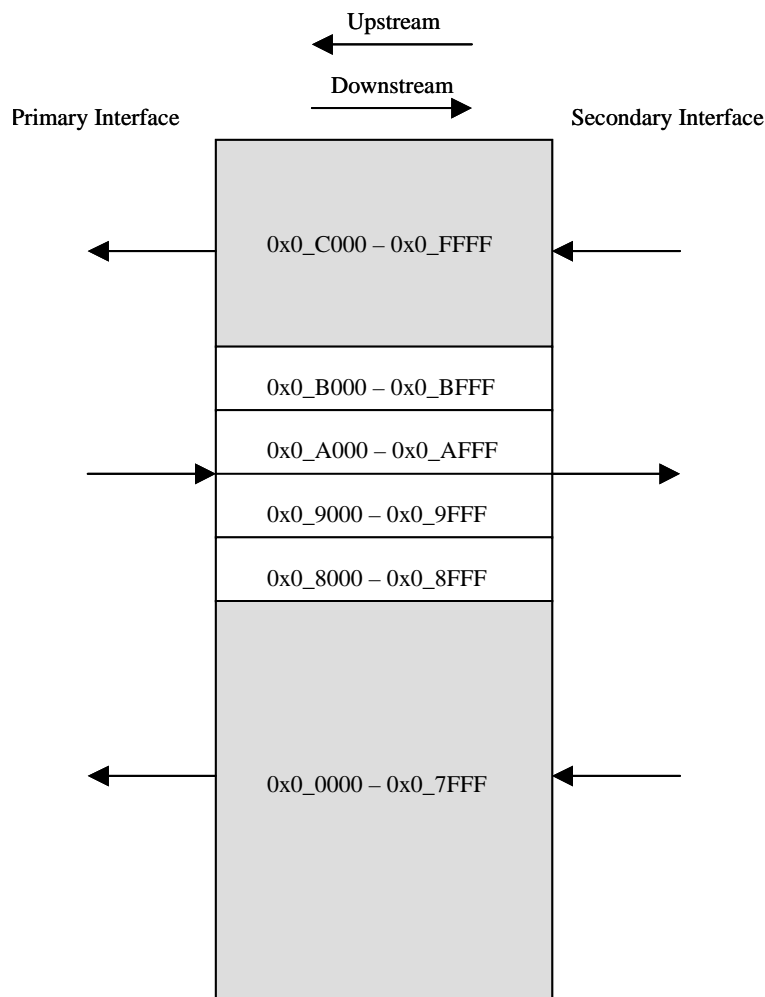 Upstream
Downstream
Primary Interface
Secondary Interface
0x0_C000 – 0x0_FFFF
0x0_B000 – 0x0_BFFF
0x0_A000 – 0x0_AFFF
0x0_9000 – 0x0_9FFF
0x0_8000 – 0x0_8FFF
0x0_0000 – 0x0_7FFF